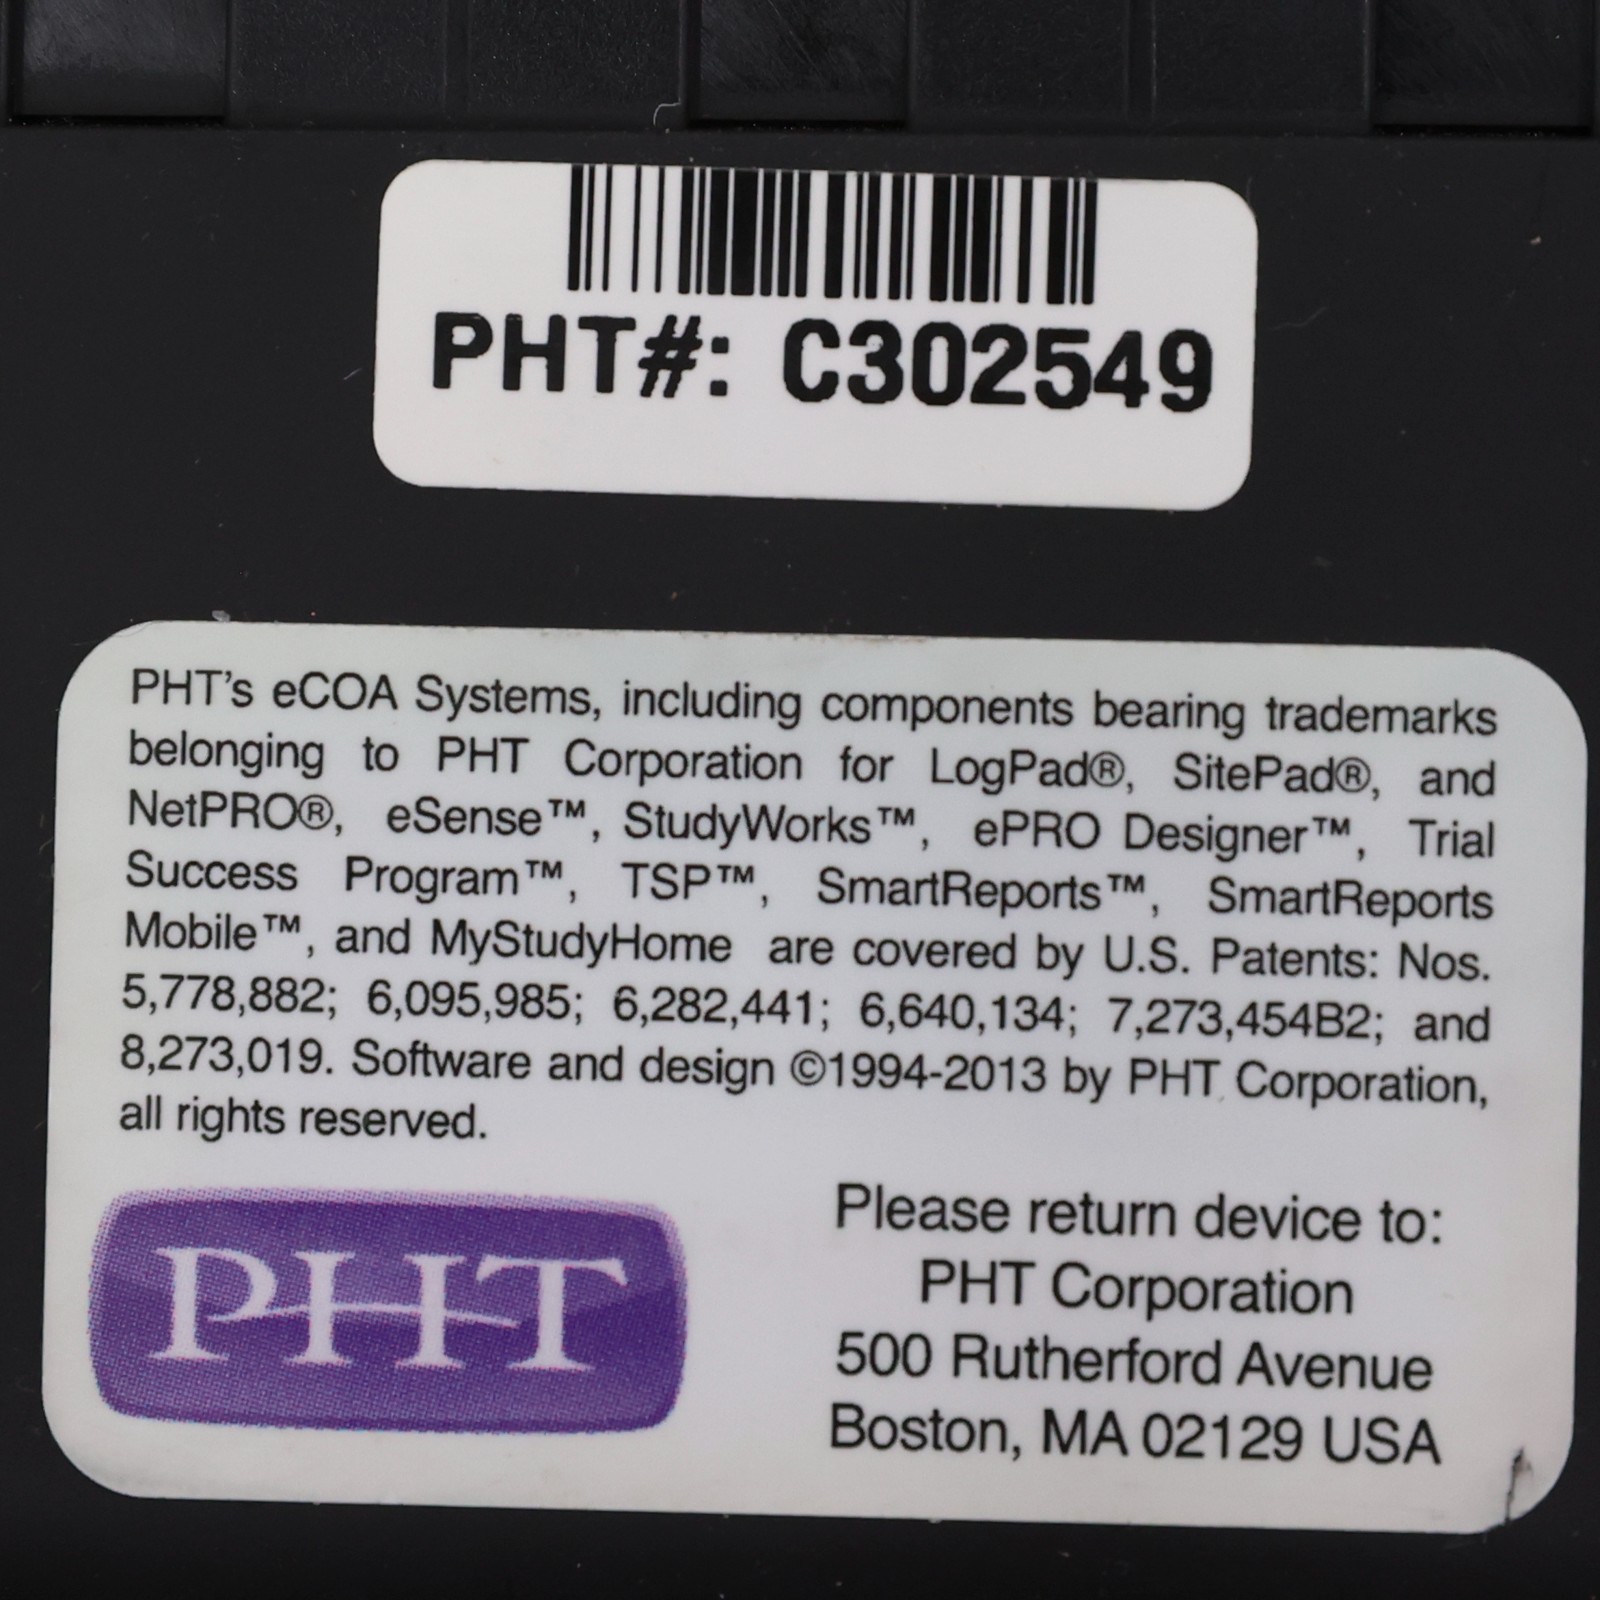 PHT#: C302549
PHT's eCOA Systems, including components bearing trademarks
belonging to PHT Corporation for LogPad®, SitePad®, and
NetPRO®, eSense™, StudyWorks™, ePRO Designer™, Trial
Success Program™, TSP™, SmartReports™, SmartReports
Mobile™, and MyStudyHome are covered by U.S. Patents: Nos.
5,778,882; 6,095,985; 6,282,441; 6,640,134; 7,273,454B2; and
8,273,019. Software and design ©1994-2013 by PHT Corporation,
all rights reserved.
PHT
Please return device to:
PHT Corporation
500 Rutherford Avenue
Boston, MA 02129 USA